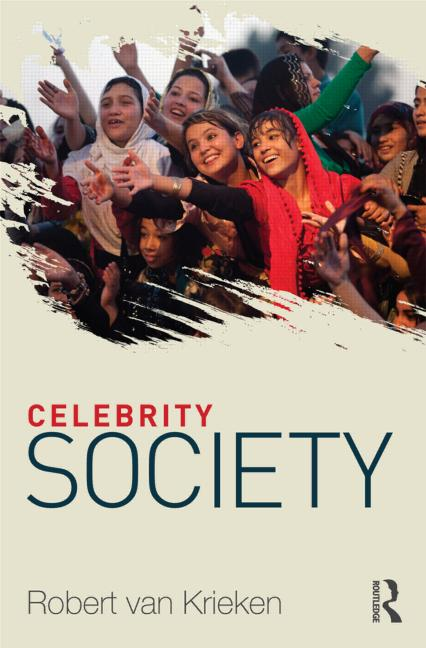 CELEBRITY
SOCIETY
Robert van Krieken
ROUTLEDGE